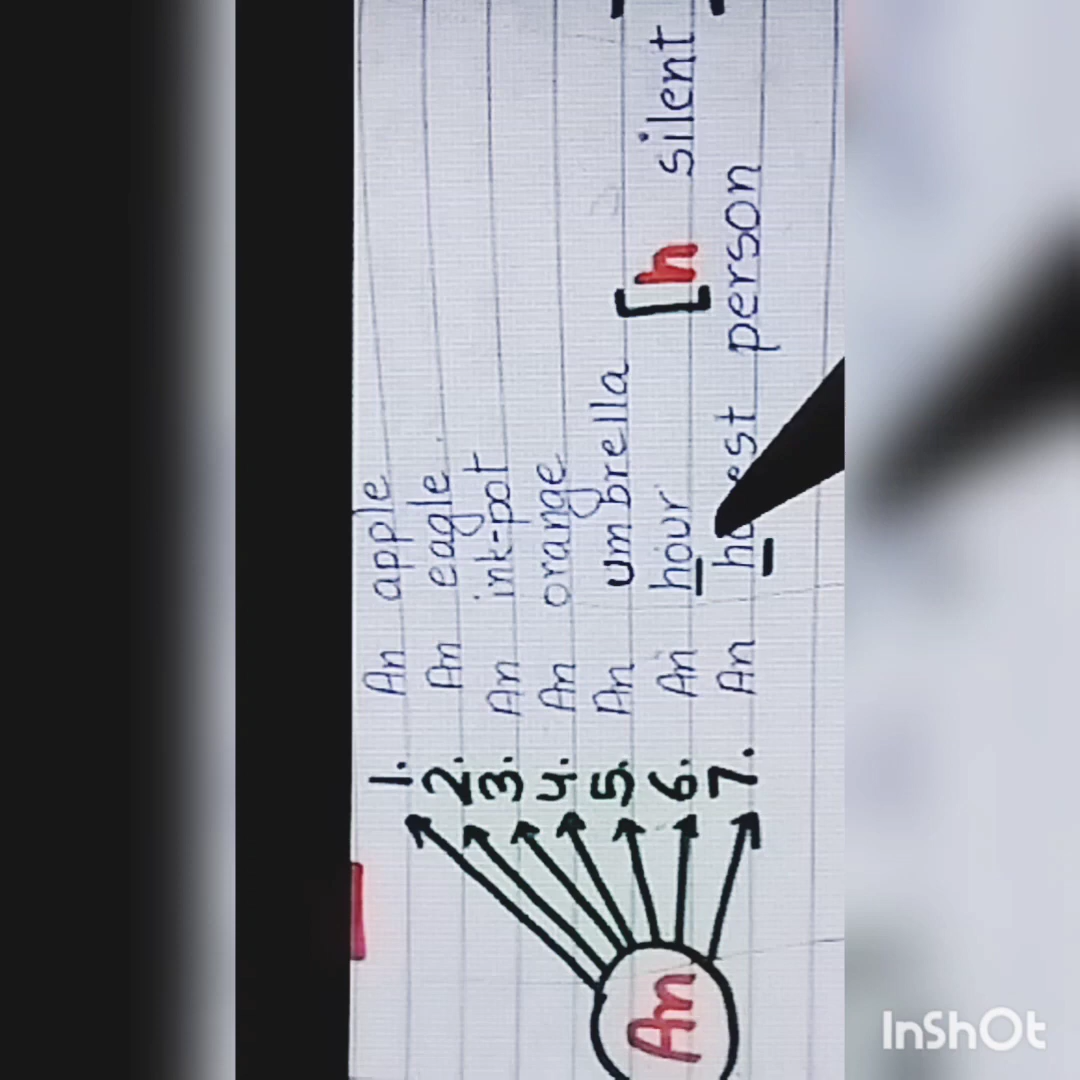 An
1. An apple
2. An eagle
3. An ink-pot
4. An orange
5. An umbrella
6. An hour [h silent]
7. An person
InShOt